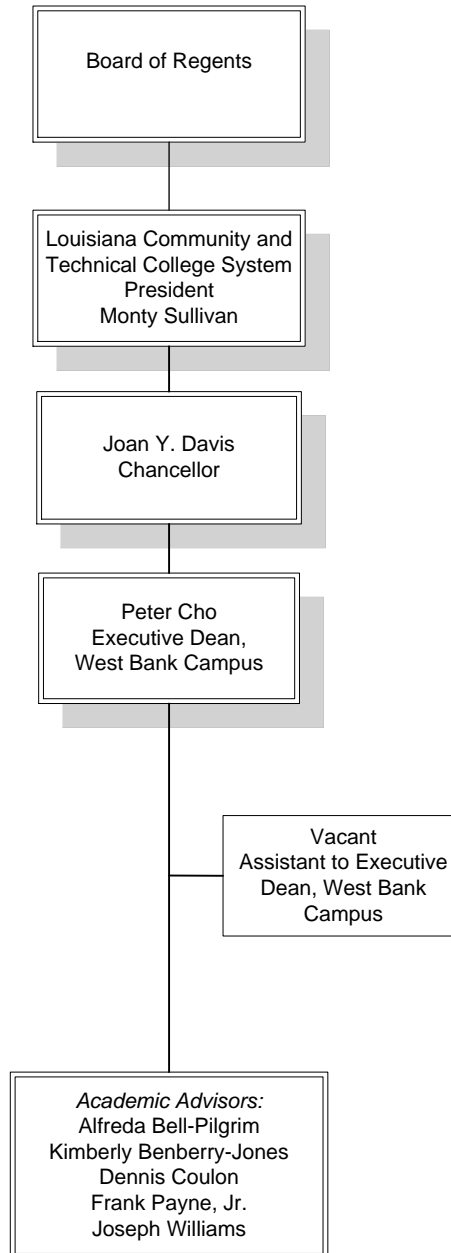 Board of Regents
Louisiana Community and
Technical College System
President
Monty Sullivan
Joan Y. Davis
Chancellor
Peter Cho
Executive Dean,
West Bank Campus
Vacant
Assistant to Executive
Dean, West Bank
Campus
Academic Advisors:
Alfreda Bell-Pilgrim
Kimberly Benberry-Jones
Dennis Coulon
Frank Payne, Jr.
Joseph Williams